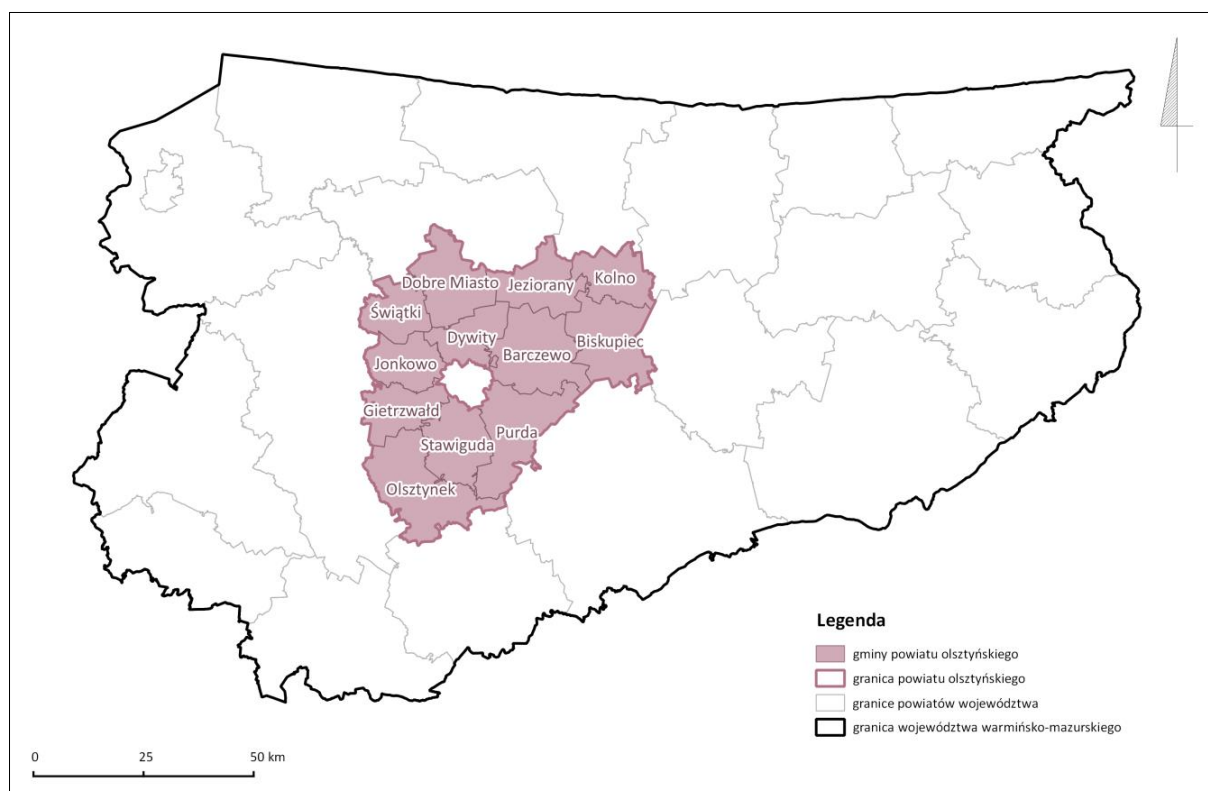 Dobre Miasto
Jeziorany
Kolno
Świątki
Dywity
Biskupiec
Barczewo
Jonkowo
Gietrzwałd
Purda
Stawiguda
Olsztynek
Legenda
gminy powiatu olsztyńskiego
granica powiatu olsztyńskiego
granice powiatów województwa
granica województwa warmińsko-mazurskiego
0 25 50 km